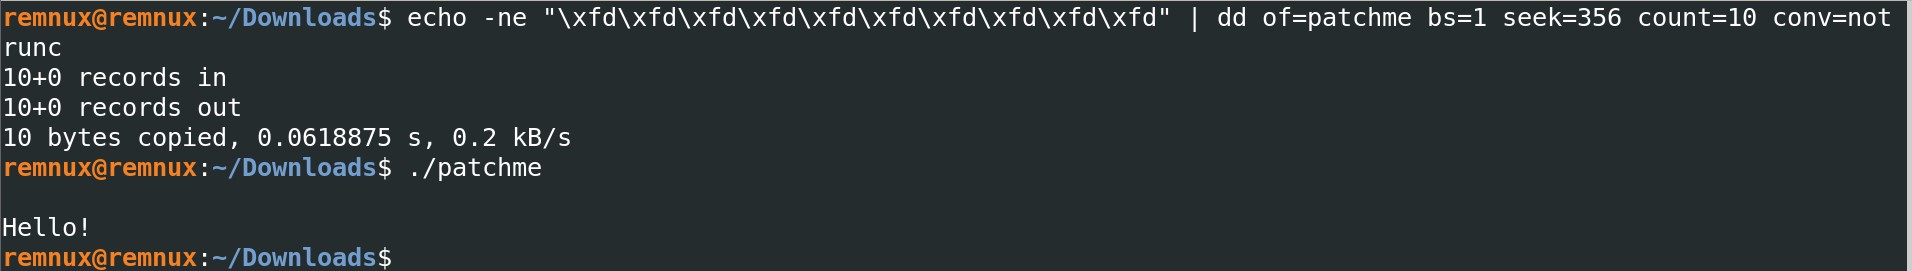 remnux@remnux:~/Downloads$ echo -ne "\xfd\xfd\xfd\xfd\xfd\xfd\xfd\xfd\xfd\xfd" | dd of=patchme bs=1 seek=356 count=10 conv=not
runc
10+0 records in
10+0 records out
10 bytes copied, 0.0618875 s, 0.2 kB/s
remnux@remnux:~/Downloads$ ./patchme
Hello!
remnux@remnux:~/Downloads$